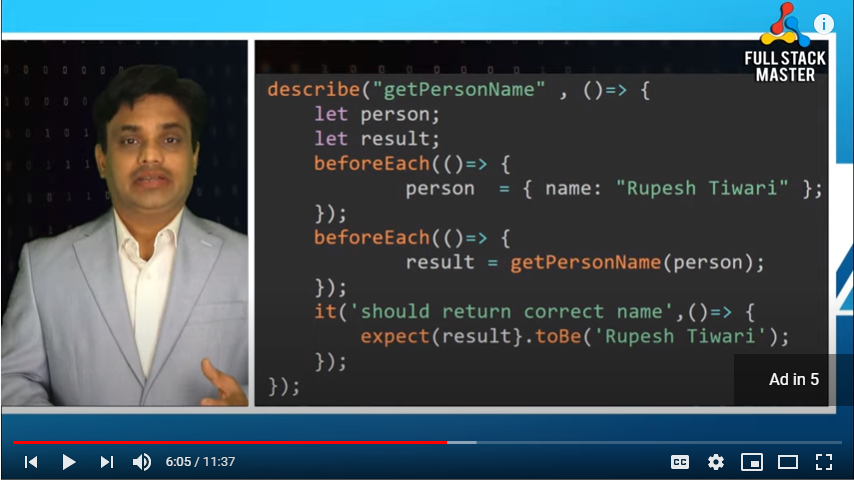 i
FULL STACK
MASTER
describe("getPersonName" , ()=> {
let person;
let result;
beforeEach(()=> {
person = { name: "Rupesh Tiwari" };
});
beforeEach(()=> {
result = getPersonName(person);
});
it('should return correct name',()=> {
expect(result}.toBe('Rupesh Tiwari');
});
});
Ad in 5
6:05 / 11:37
CC